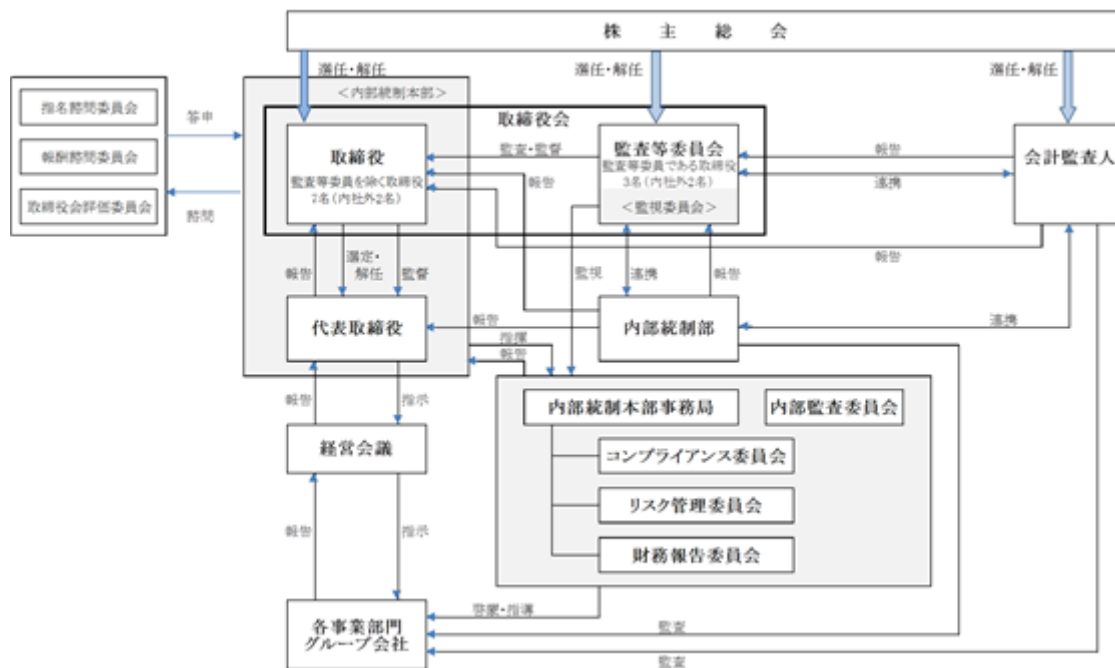 株主総会
選任・解任
選任・解任
選任・解任
<内部統制本部>
指名諮問委員会
報酬諮問委員会
取締役会評価委員会
答申
諮問
取締役会
取締役
監査等委員を除く取締役
7名(内社外2名)
監査・監督
報告
監査等委員会
監査等委員である取締役
3名(内社外2名)
<監視委員会>
報告
連携
会計監査人
報告
報告
選定・
解任
監督
監視
連携
報告
代表取締役
報告
内部統制部
連携
指揮
報告
報告
指示
内部統制本部事務局
内部監査委員会
経営会議
コンプライアンス委員会
リスク管理委員会
報告
指示
財務報告委員会
啓蒙・指導
各事業部門
グループ会社
監査
監査